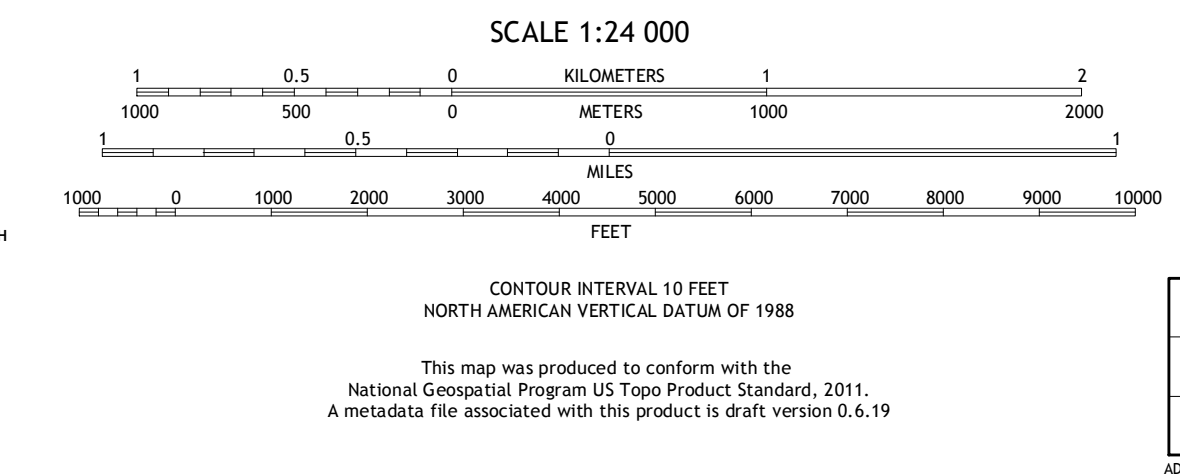 SCALE 1:24 000
1 0.5 0 KILOMETERS 1 2
1000 500 0 METERS 1000 2000
1 0.5 0 1
MILES
1000 0 1000 2000 3000 4000 5000 6000 7000 8000 9000 10000
H
FEET
CONTOUR INTERVAL 10 FEET
NORTH AMERICAN VERTICAL DATUM OF 1988
This map was produced to conform with the
National Geospatial Program US Topo Product Standard, 2011.
A metadata file associated with this product is draft version 0.6.19
AD